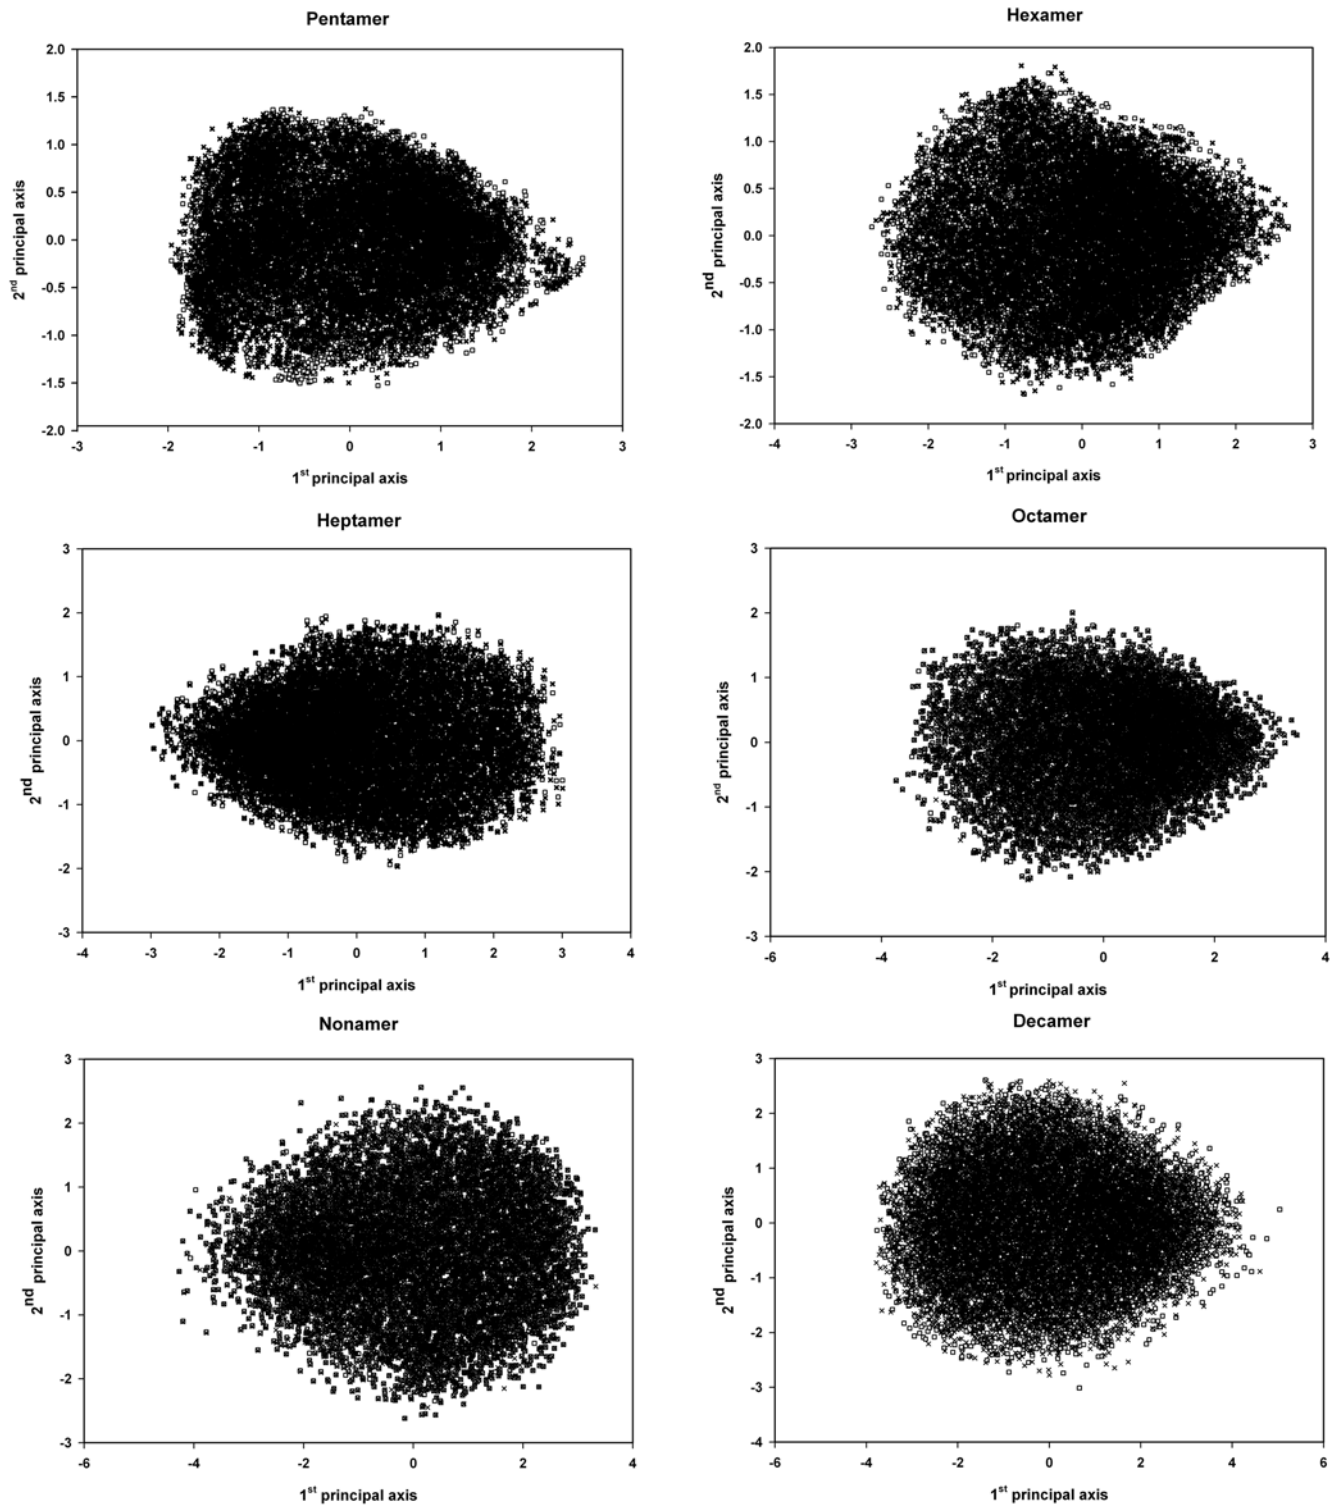 Pentamer
2.0
1.5
1.0
0.5
0.0
-0.5
-1.0
-1.5
-2.0
-3 -2 -1 0 1 2 3
2nd principal axis
1st principal axis
Hexamer
2.0
1.5
1.0
0.5
0.0
-0.5
-1.0
-1.5
-2.0
-4 -3 -2 -1 0 1 2 3
2nd principal axis
1st principal axis
Heptamer
3
2
1
0
-1
-2
-3
-4 -3 -2 -1 0 1 2 3 4
2nd principal axis
1st principal axis
Octamer
3
2
1
0
-1
-2
-3
-6 -4 -2 0 2 4
2nd principal axis
1st principal axis
Nonamer
3
2
1
0
-1
-2
-3
-6 -4 -2 0 2 4
2nd principal axis
1st principal axis
Decamer
3
2
1
0
-1
-2
-3
-4
-6 -4 -2 0 2 4 6
2nd principal axis
1st principal axis